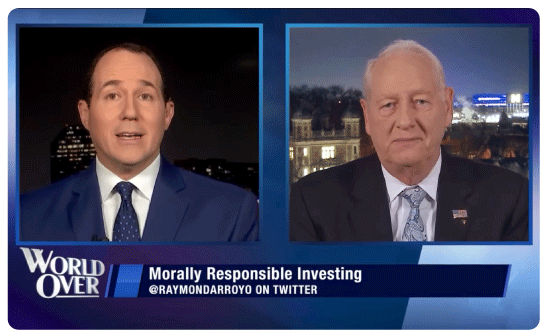 WORLD
OVER
Morally Responsible Investing
@RAYMONDARROYO ON TWITTER